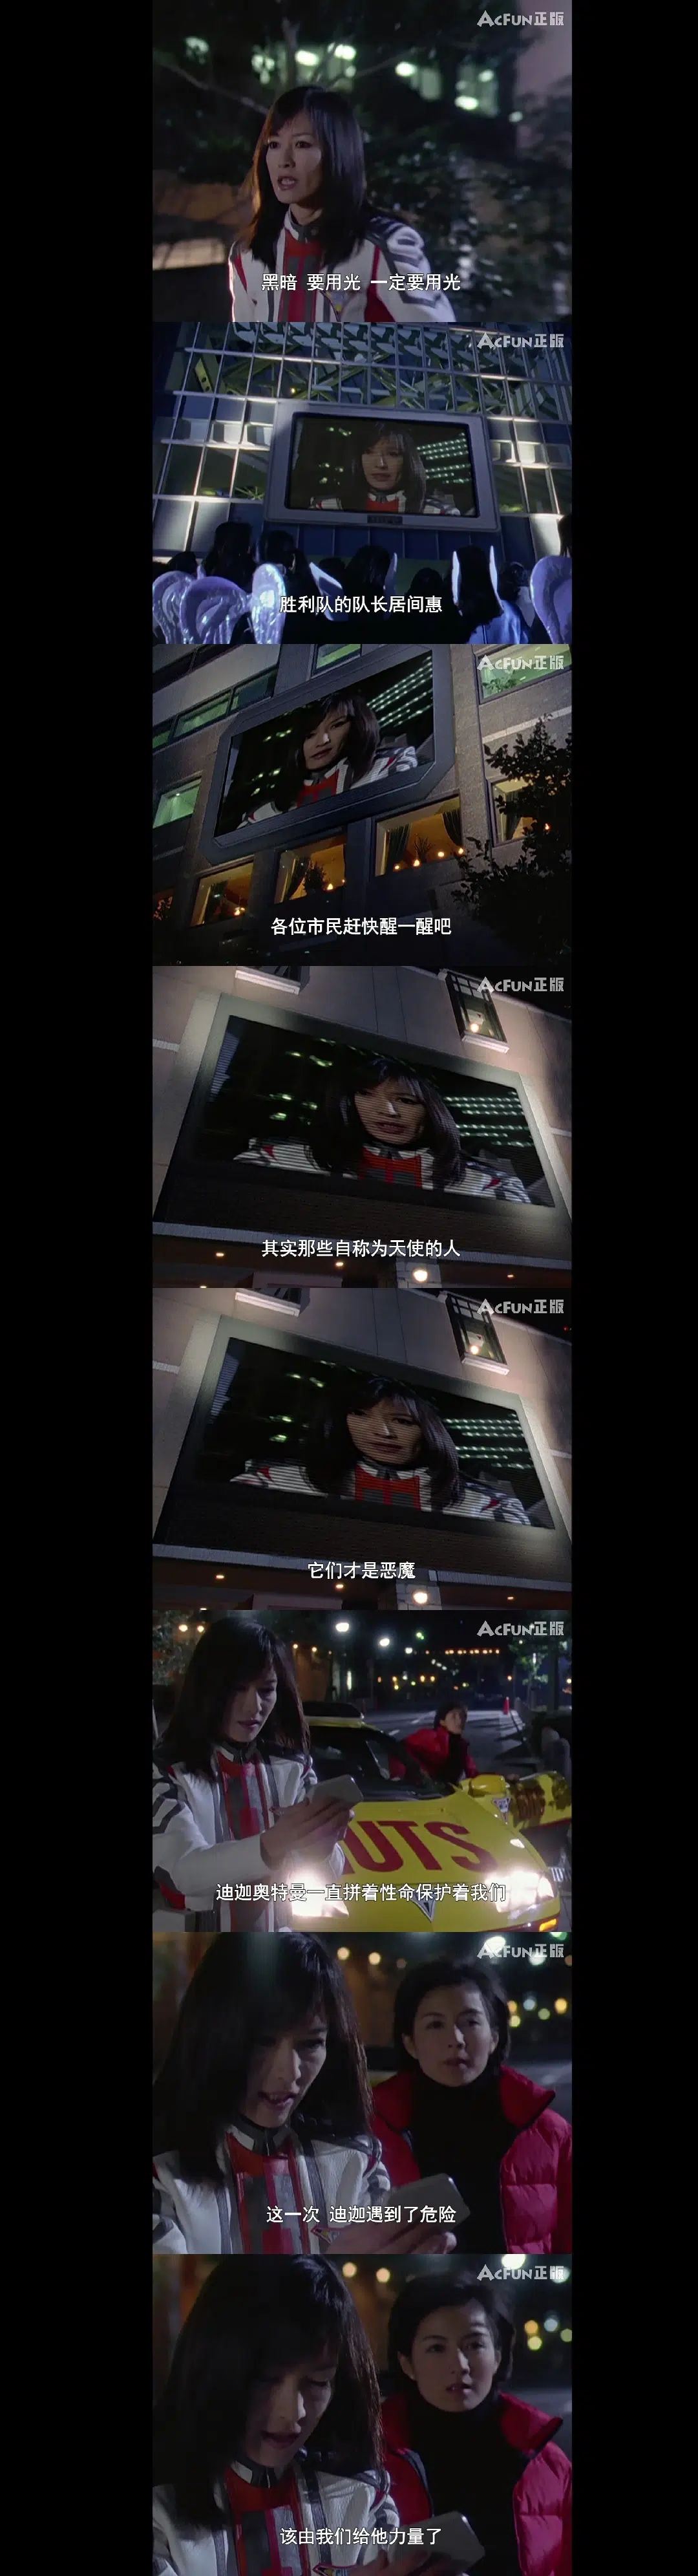 AcFun正版
黑暗 要用光 一定要用光
AcFun正版
胜利队的队长居间惠
AcFun正版
各位市民赶快醒一醒吧
AcFun正版
其实那些自称为天使的人
AcFun正版
它们才是恶魔
AcFun正版
UTS
迪迦奥特曼一直拼着性命保护着我们
AcFun正版
这一次 迪迦遇到了危险
AcFun正版
该由我们给他力量了